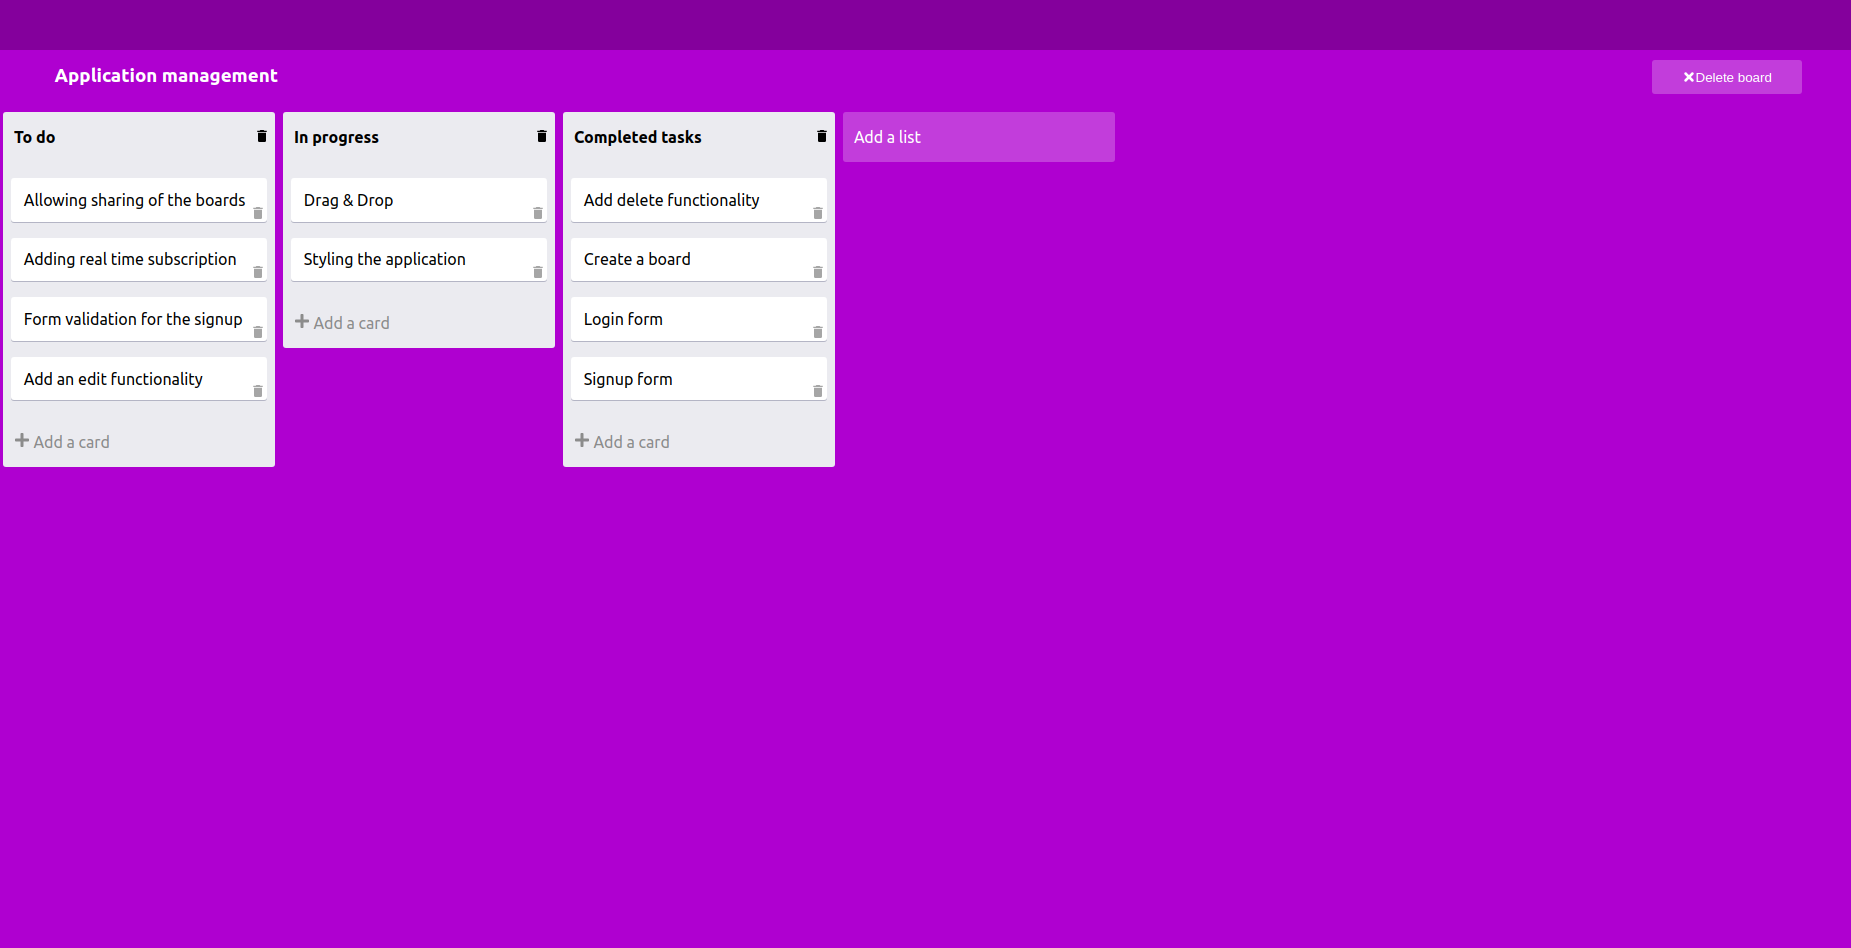 Application management
Delete board
To do
Allowing sharing of the boards
Adding real time subscription
Form validation for the signup
Add an edit functionality
Add a card
In progress
Drag & Drop
Styling the application
Add a card
Completed tasks
Add delete functionality
Create a board
Login form
Signup form
Add a card
Add a list